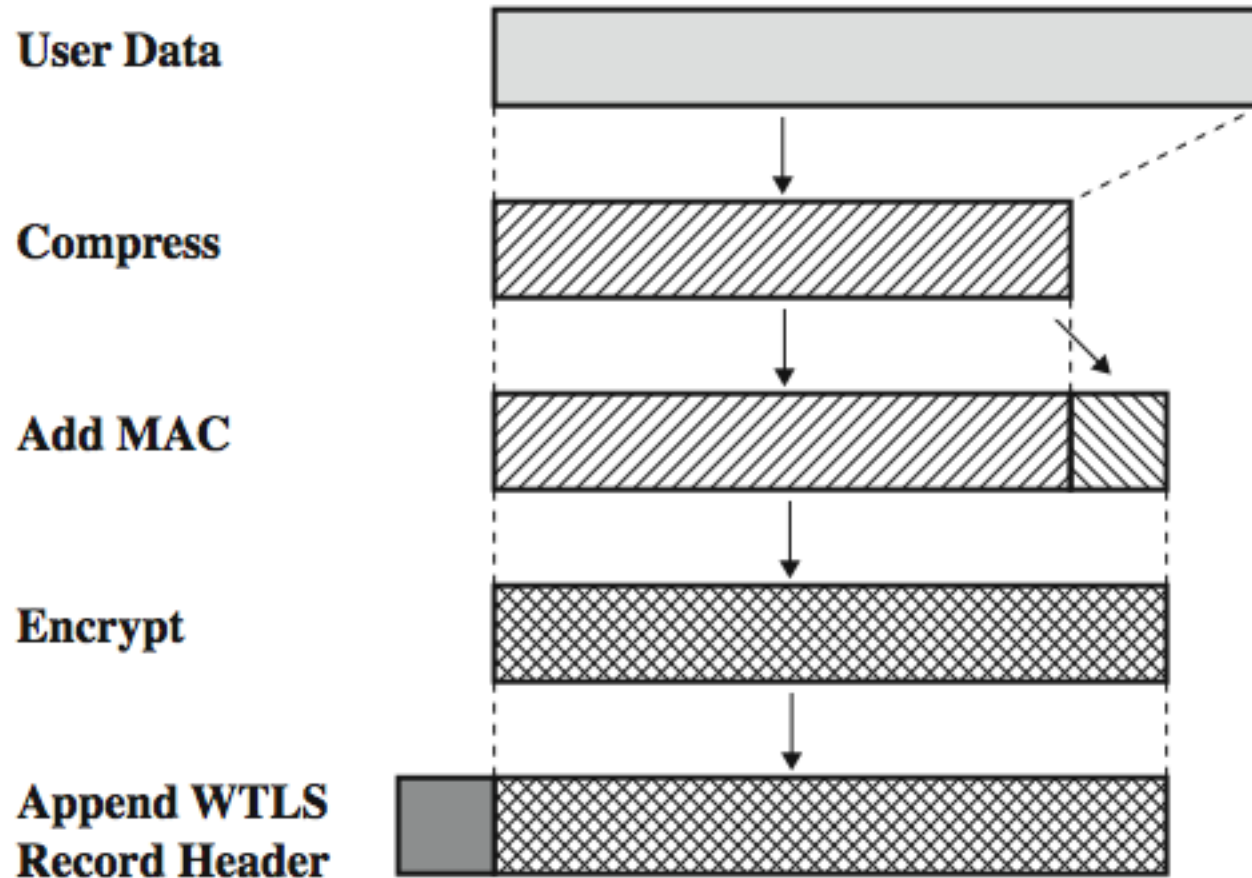 User Data
Compress
Add MAC
Encrypt
Append WTLS
Record Header